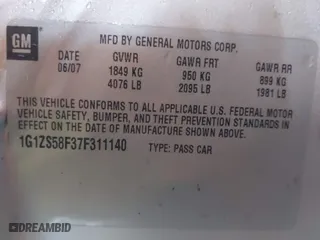 GM
MFD BY GENERAL MOTORS CORP.
DATE GVWR GAWR FRT GAWR RR
06/07 1849 KG 950 KG 899 KG
4076 LB 2095 LB 1981 LB
THIS VEHICLE CONFORMS TO ALL APPLICABLE U.S. FEDERAL MOTOR
VEHICLE SAFETY, BUMPER, AND THEFT PREVENTION STANDARDS IN
EFFECT ON THE DATE OF MANUFACTURE SHOWN ABOVE.
1G1ZS58F37F311140 TYPE: PASS CAR
DREAMBIDCAR